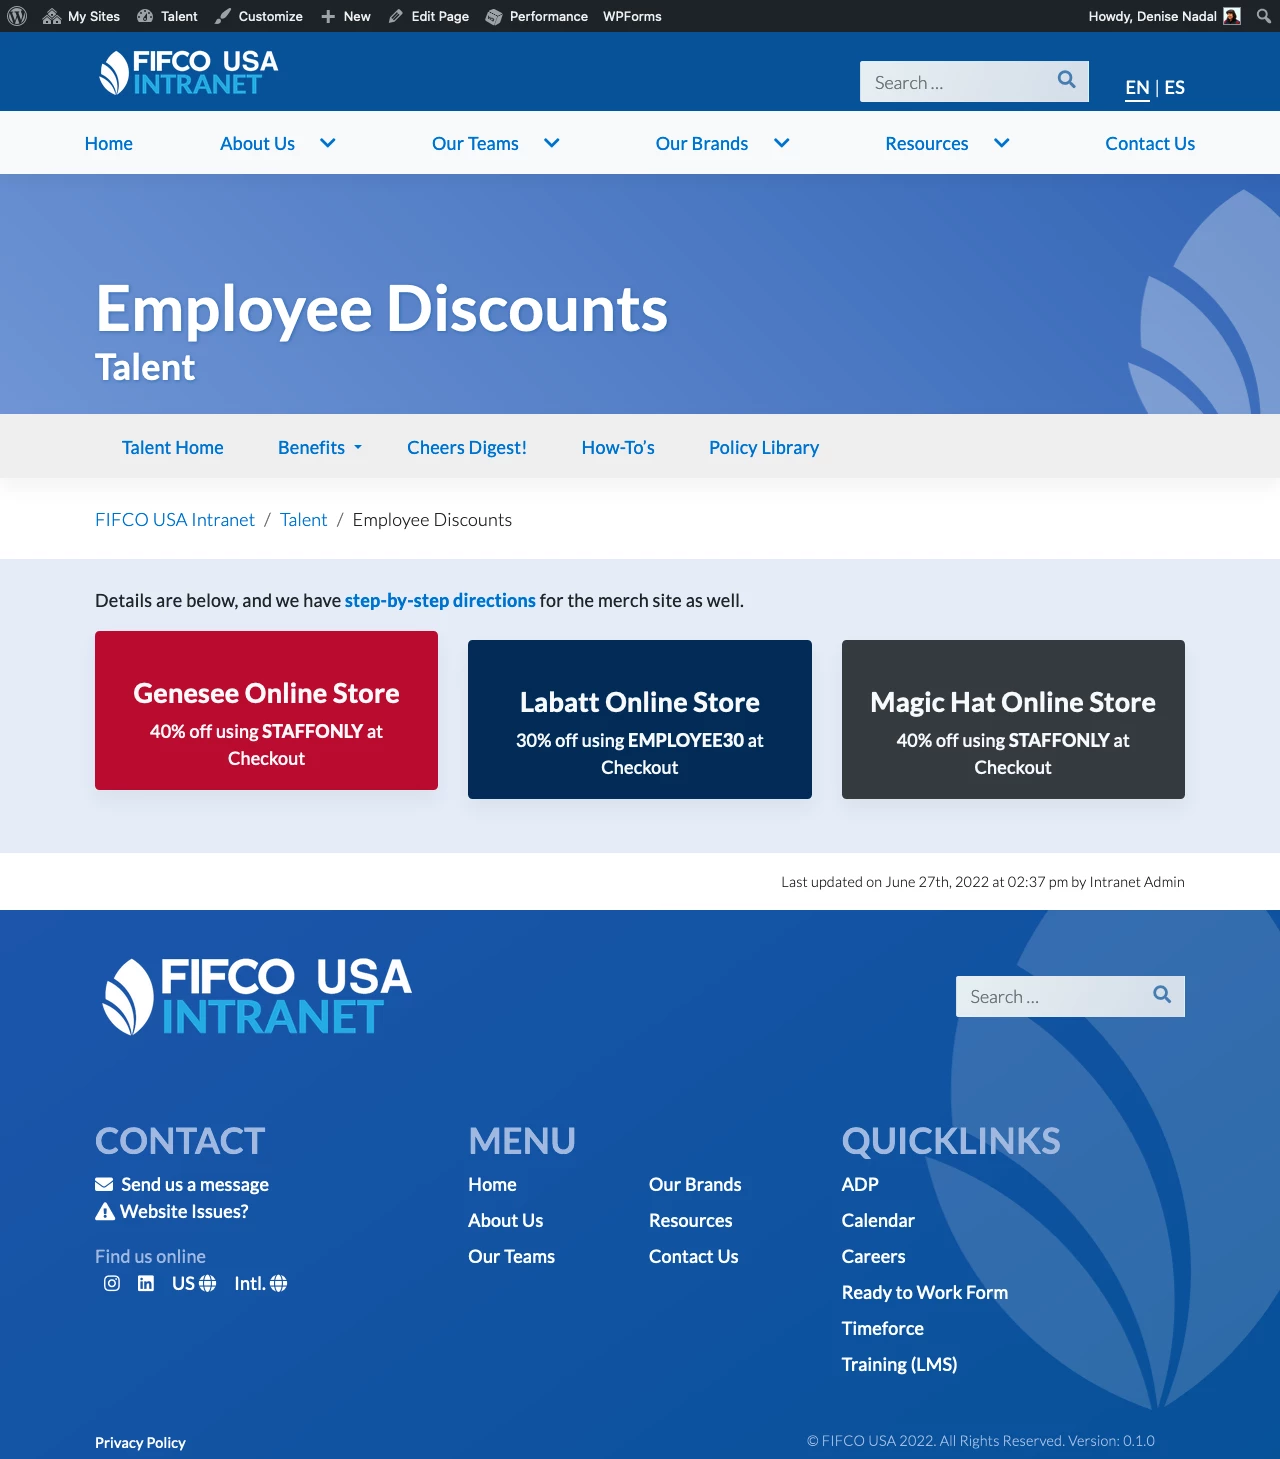 My Sites Talent Customize New Edit Page Performance WPForms Howdy, Denise Nadal
FIFCO USA
INTRANET
Search ...
EN | ES
Home About Us Our Teams Our Brands Resources Contact Us
Employee Discounts
Talent
Talent Home Benefits Cheers Digest! How-To's Policy Library
FIFCO USA Intranet / Talent / Employee Discounts
Details are below, and we have step-by-step directions for the merch site as well.
Genesee Online Store
40% off using STAFFONLY at
Checkout
Labatt Online Store
30% off using EMPLOYEE30 at
Checkout
Magic Hat Online Store
40% off using STAFFONLY at
Checkout
Last updated on June 27th, 2022 at 02:37 pm by Intranet Admin
FIFCO USA
INTRANET
Search ...
CONTACT
Send us a message
Website Issues?
Find us online
US Intl.
MENU
Home
About Us
Our Teams
Our Brands
Resources
Contact Us
QUICKLINKS
ADP
Calendar
Careers
Ready to Work Form
Timeforce
Training (LMS)
Privacy Policy
© FIFCO USA 2022. All Rights Reserved. Version: 0.1.0